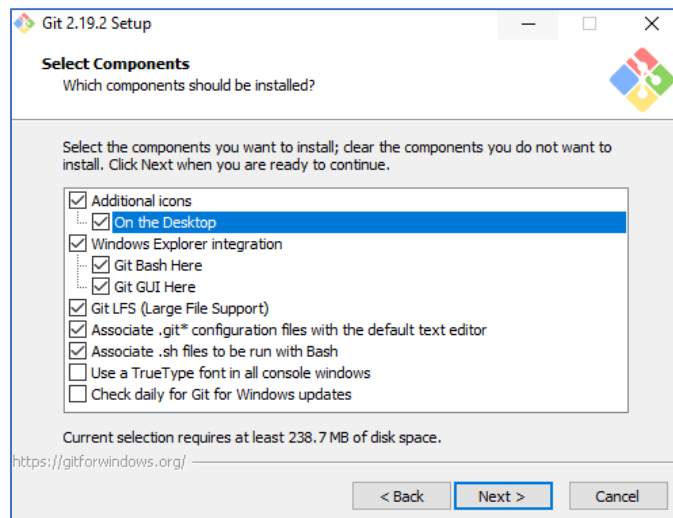 Git 2.19.2 Setup
Select Components
Which components should be installed?
Select the components you want to install; clear the components you do not want to
install. Click Next when you are ready to continue.
Additional icons
On the Desktop
Windows Explorer integration
Git Bash Here
Git GUI Here
Git LFS (Large File Support)
Associate .git* configuration files with the default text editor
Associate .sh files to be run with Bash
Use a TrueType font in all console windows
Check daily for Git for Windows updates
Current selection requires at least 238.7 MB of disk space.
https://gitforwindows.org/
< Back Next > Cancel